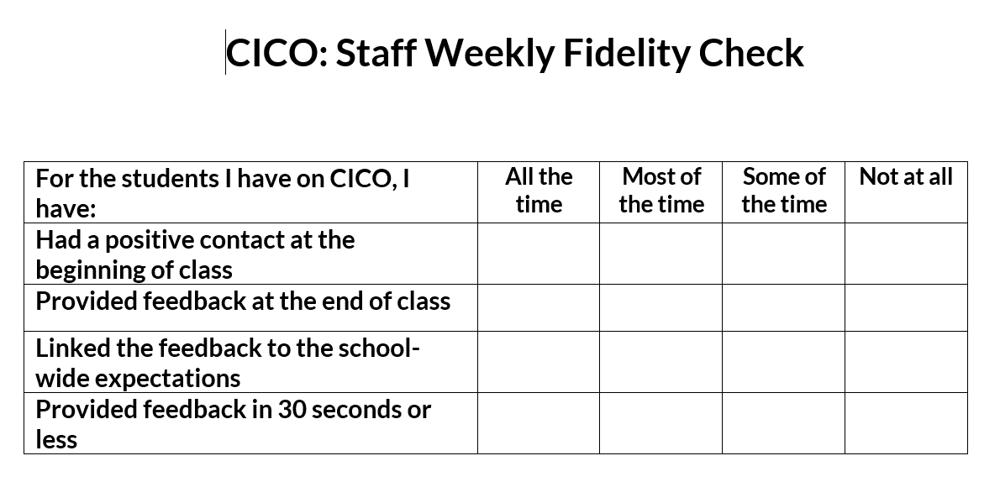 CICO: Staff Weekly Fidelity Check
For the students I have on CICO, I
have:
All the
time
Most of
the time
Some of
the time
Not at all
Had a positive contact at the
beginning of class
Provided feedback at the end of class
Linked the feedback to the school-
wide expectations
Provided feedback in 30 seconds or
less